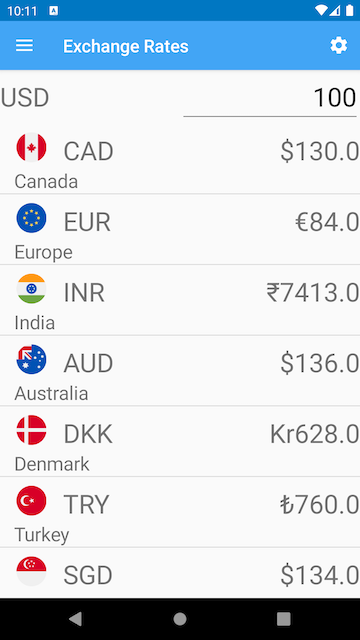 10:11 A
Exchange Rates
USD 100
CAD $130.0
Canada
EUR €84.0
Europe
INR ₹7413.0
India
AUD $136.0
Australia
DKK Kr628.0
Denmark
TRY ₺760.0
Turkey
SGD $134.0